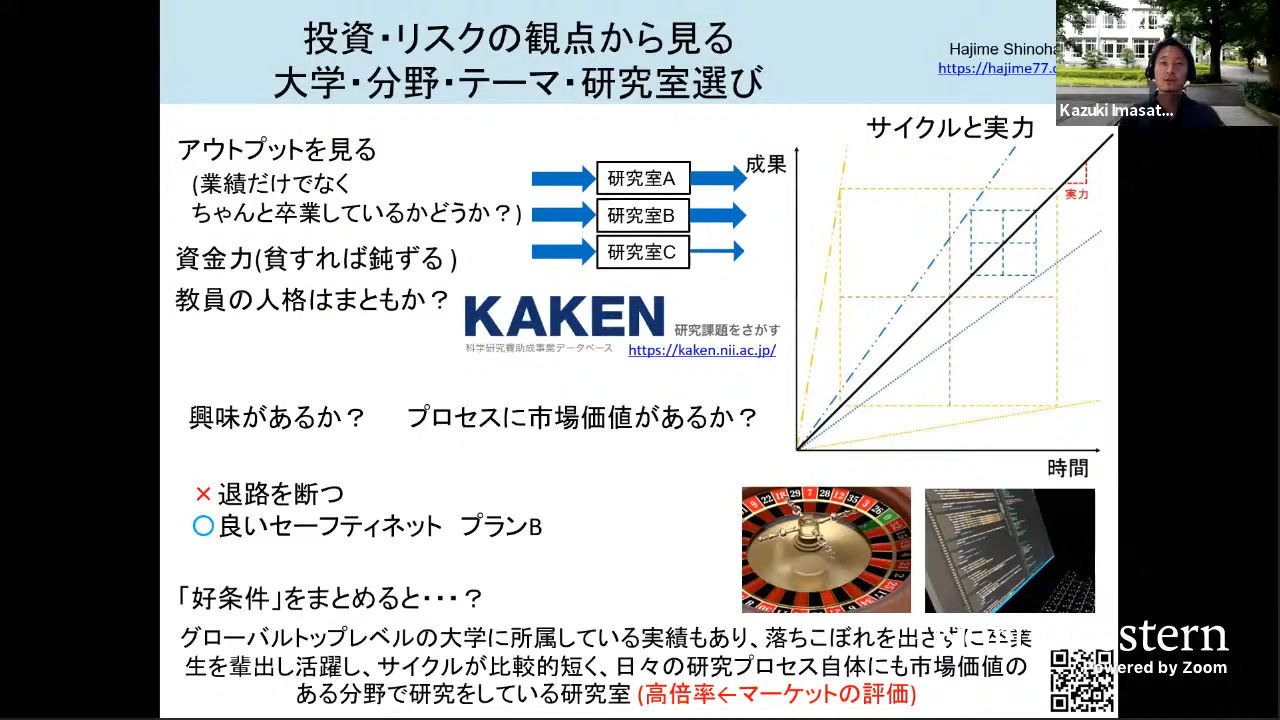 投資・リスクの観点から見る
大学・分野・テーマ・研究室選び
Hajime Shinoha
https://hajime77.c
Kazuki Imasat...
アウトプットを見る
(業績だけでなく
ちゃんと卒業しているかどうか？)
資金力(貧すれば鈍ずる )
教員の人格はまともか？
研究室A
研究室B
研究室C
KAKEN 研究課題をさがす
科学研究費助成事業データベース https://kaken.nii.ac.jp/
サイクルと実力
成果
実力
時間
興味があるか？ プロセスに市場価値があるか？
×退路を断つ
〇良いセーフティネット プランB
「好条件」をまとめると・・・？
グローバルトップレベルの大学に所属している実績もあり、落ちこぼれを出さずに卒業
生を輩出し活躍し、サイクルが比較的短く、日々の研究プロセス自体にも市場価値の
ある分野で研究をしている研究室 (高倍率←マーケットの評価)
stern
Powered by Zoom